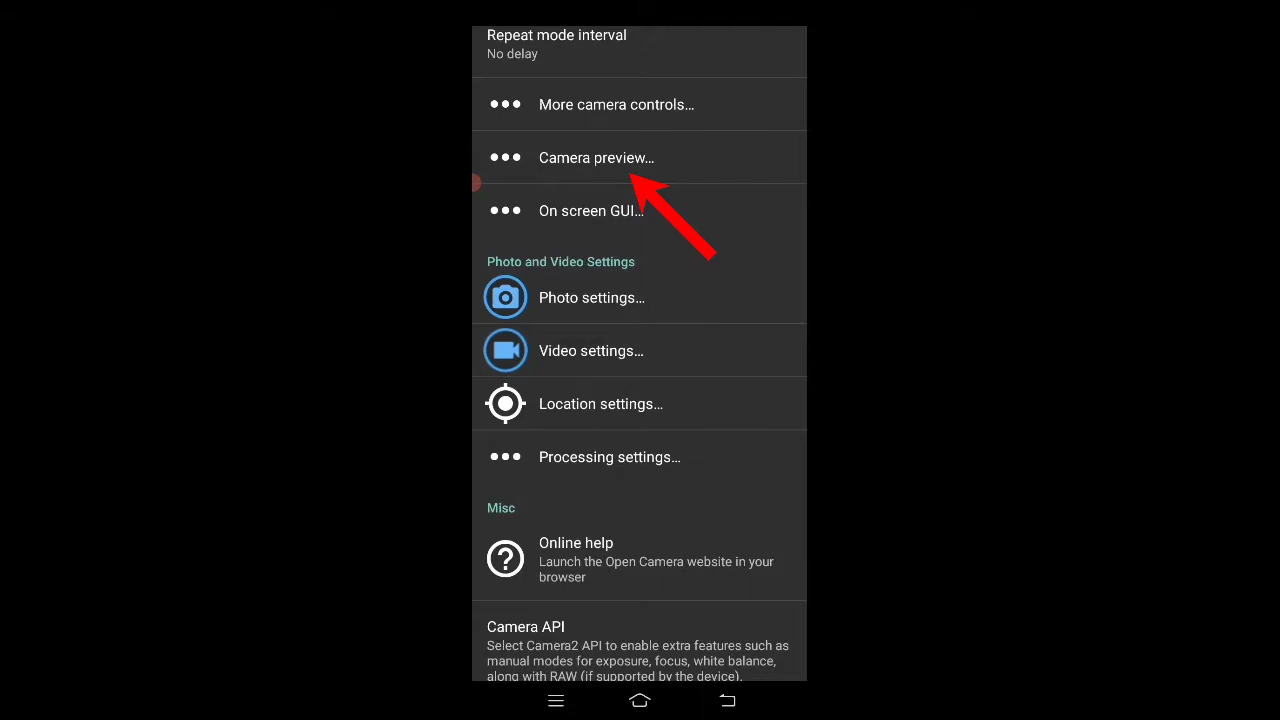 Repeat mode interval
No delay
More camera controls...
Camera preview...
On screen GUI...
Photo and Video Settings
Photo settings...
Video settings...
Location settings...
Processing settings...
Misc
Online help
Launch the Open Camera website in your
browser
Camera API
Select Camera2 API to enable extra features such as
manual modes for exposure, focus, white balance,
along with RAW (if supported by the device).